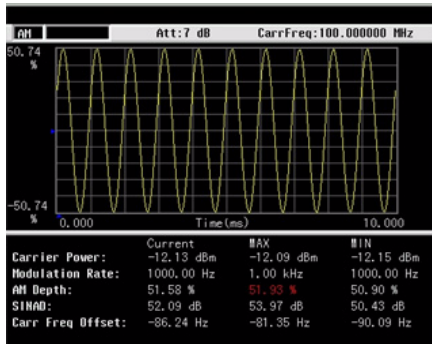 AM Att:7 dB CarrFreq:100.000000 MHz
50.74
%
-50.74
%
0.000 Time(ms) 10.000
Current MAX MIN
Carrier Power: -12.13 dBm -12.09 dBm -12.15 dBm
Modulation Rate: 1000.00 Hz 1.00 kHz 1000.00 Hz
AM Depth: 51.58 % 51.93 % 50.90 %
SINAD: 52.09 dB 53.97 dB 50.43 dB
Carr Freq Offset: -86.24 Hz -81.35 Hz -90.09 Hz